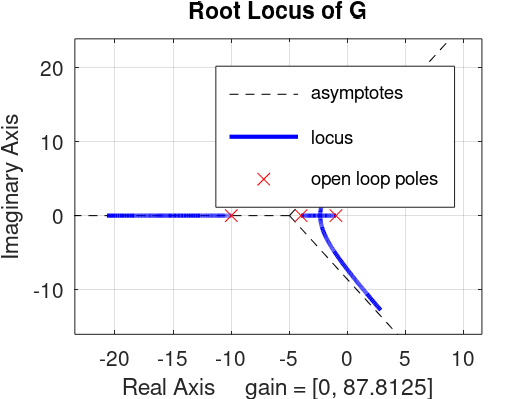 Root Locus of G
20
10
0
-10
asymptotes
locus
open loop poles
-20
-15
-10
-5
0
5
10
Imaginary Axis
Real Axis gain = [0, 87.8125]